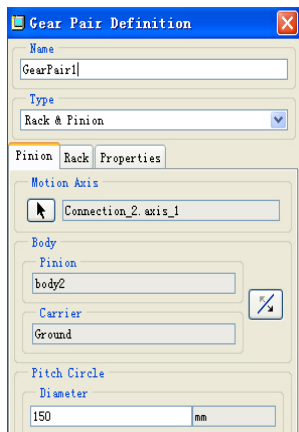 Gear Pair Definition
Name
GearPair1
Type
Rack & Pinion
Pinion Rack Properties
Motion Axis
Connection_2.axis_1
Body
Pinion
body2
Carrier
Ground
Pitch Circle
Diameter
150 mm